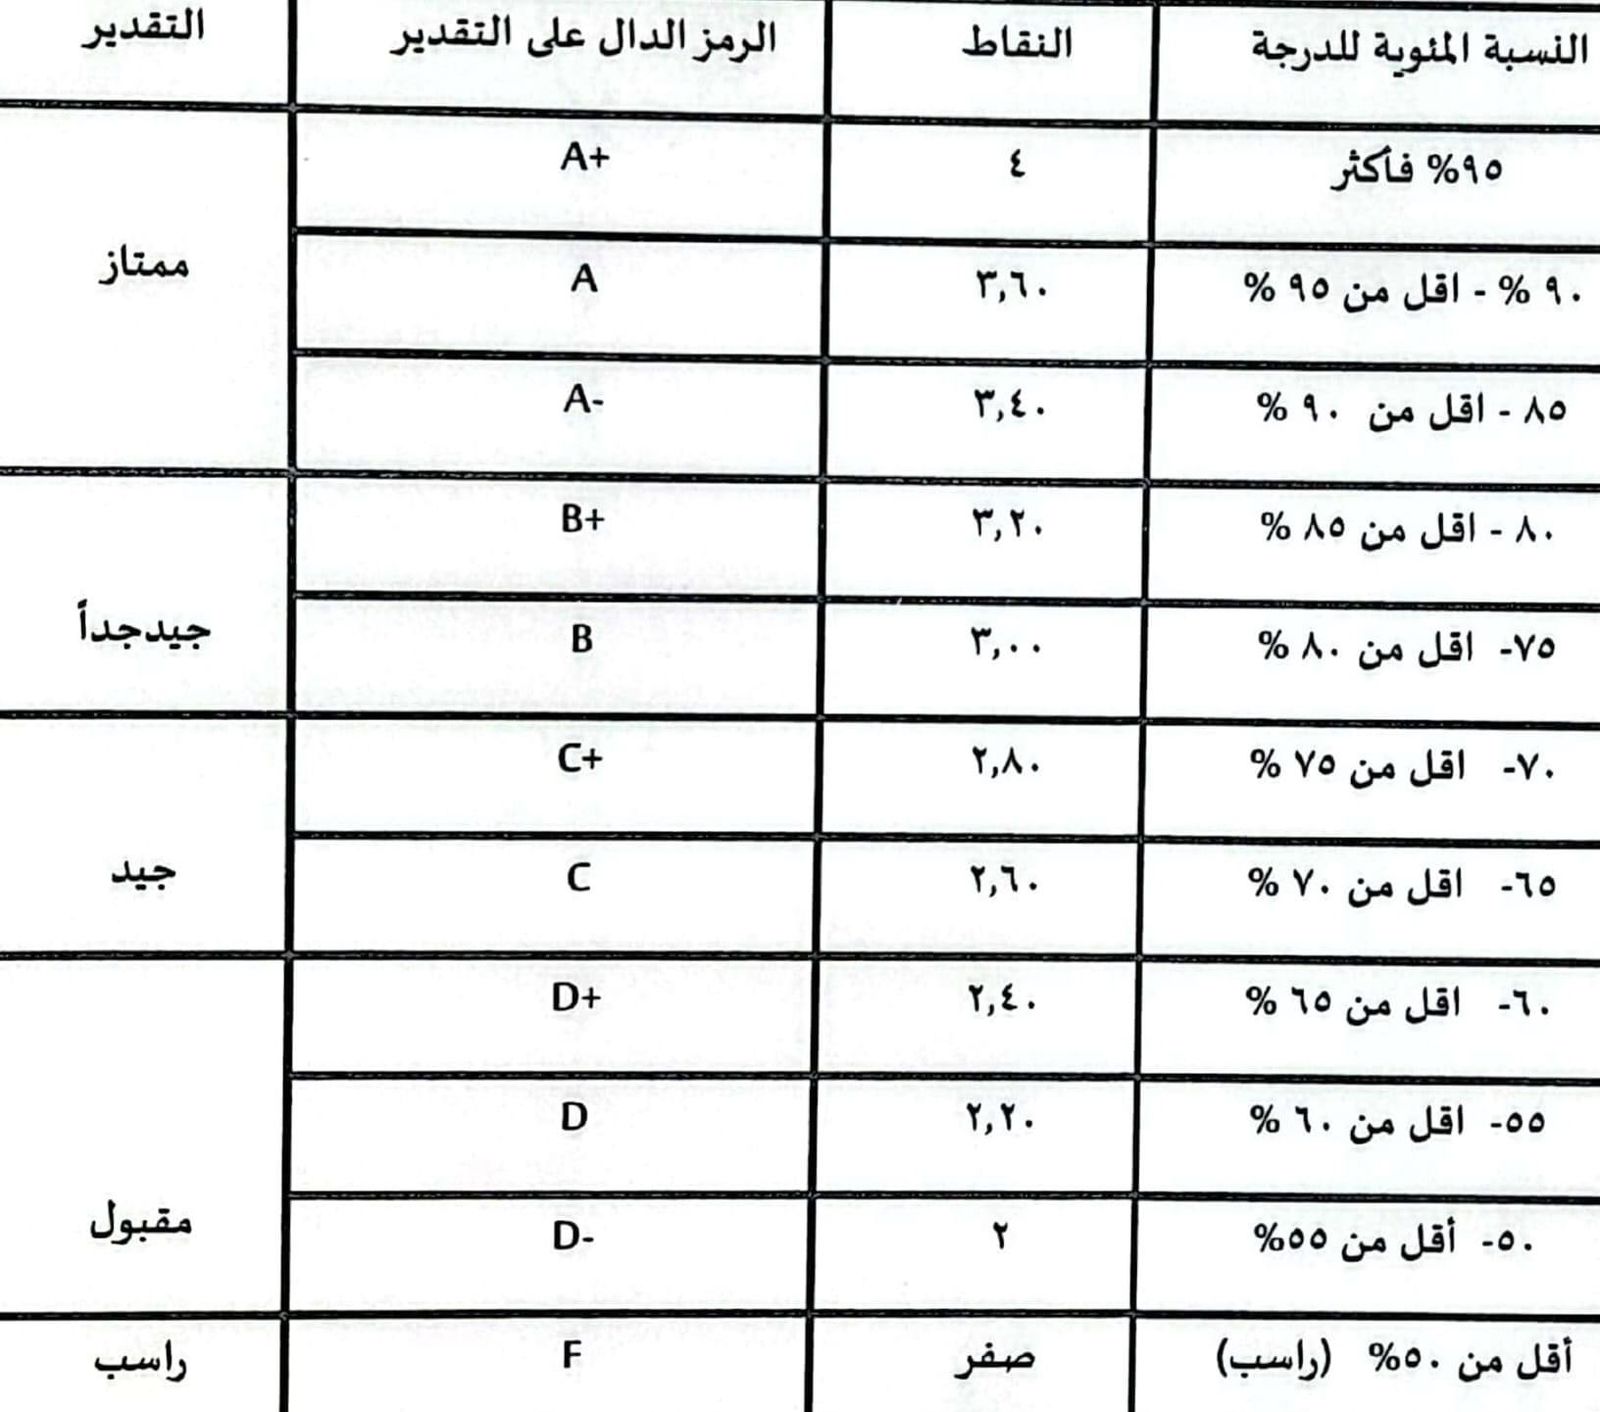 النسبة المئوية للدرجة النقاط الرمز الدال على التقدير التقدير
٩٥% فأكثر ٤ A+
ممتاز
٩٠ % - اقل من ٩٥ % ٣,٦٠ A
٨٥ - اقل من ٩٠ % ٣,٤٠ A-
٨٠ - اقل من ٨٥ % ٣,٢٠ B+
٧٥- اقل من ٨٠ % ٣,٠٠ B جيدجداً
٧٠- اقل من ٧٥ % ٢,٨٠ C+
٦٥- اقل من ٧٠ % ٢,٦٠ C جيد
٦٠- اقل من ٦٥ % ٢,٤٠ D+
٥٥- اقل من ٦٠ % ٢,٢٠ D
٥٠- أقل من ٥٥% ٢ D- مقبول
أقل من ٥٠% (راسب) صفر F راسب